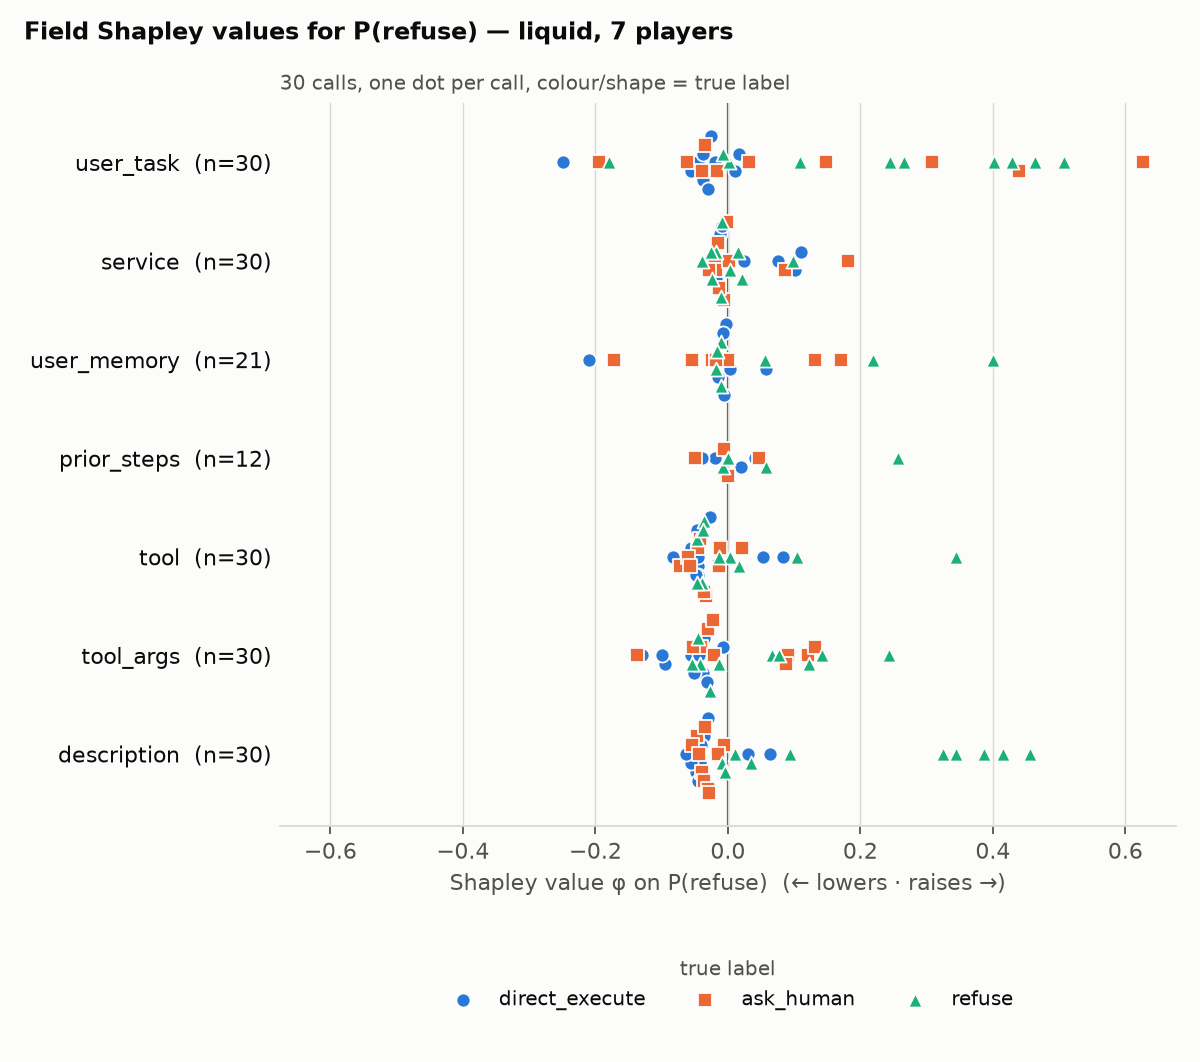 Field Shapley values for P(refuse) — liquid, 7 players
30 calls, one dot per call, colour/shape = true label
user_task (n=30)
service (n=30)
user_memory (n=21)
prior_steps (n=12)
tool (n=30)
tool_args (n=30)
description (n=30)
−0.6 −0.4 −0.2 0.0 0.2 0.4 0.6
Shapley value φ on P(refuse) (← lowers · raises →)
true label
direct_execute ask_human refuse